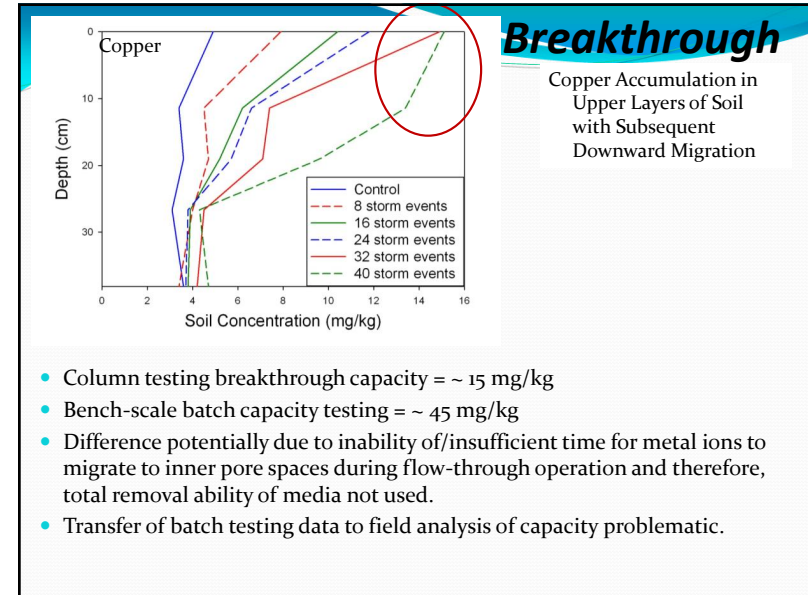 Breakthrough
Copper
Copper Accumulation in
Upper Layers of Soil
with Subsequent
Downward Migration
0
10
20
30
Depth (cm)
Control
8 storm events
16 storm events
24 storm events
32 storm events
40 storm events
0 2 4 6 8 10 12 14 16
Soil Concentration (mg/kg)
• Column testing breakthrough capacity = ~ 15 mg/kg
• Bench-scale batch capacity testing = ~ 45 mg/kg
• Difference potentially due to inability of/insufficient time for metal ions to
migrate to inner pore spaces during flow-through operation and therefore,
total removal ability of media not used.
• Transfer of batch testing data to field analysis of capacity problematic.